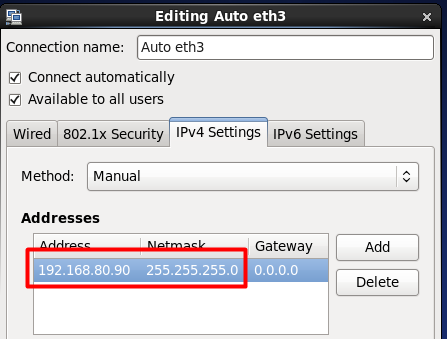 Editing Auto eth3
Connection name: Auto eth3
Connect automatically
Available to all users
Wired 802.1x Security IPv4 Settings IPv6 Settings
Method: Manual
Addresses
Address Netmask Gateway Add
192.168.80.90 255.255.255.0 0.0.0.0
Delete